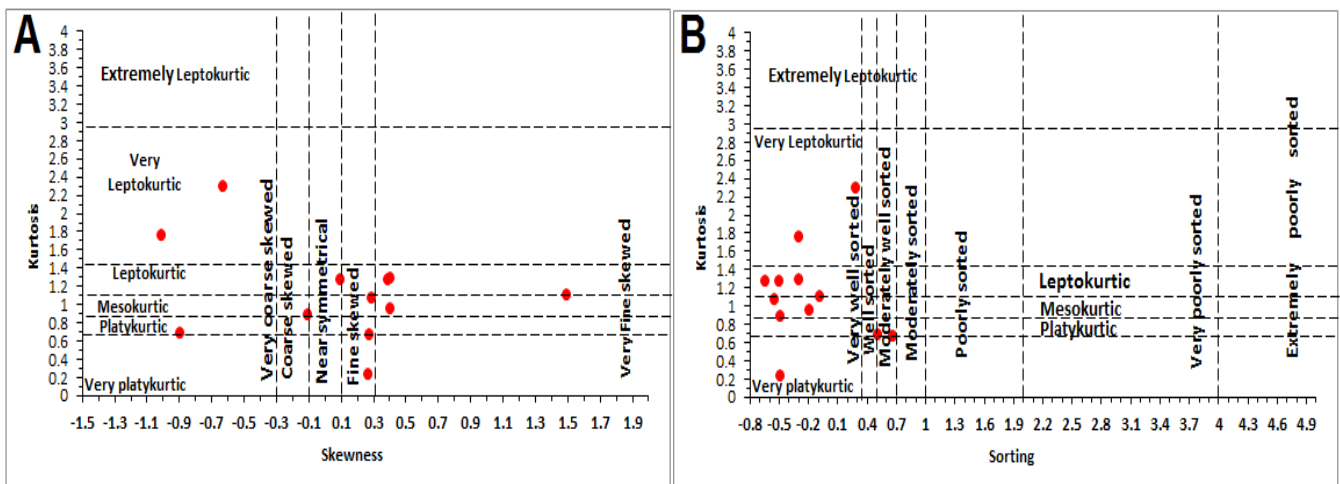 A
4
3.8
3.6
3.4
3.2
3
2.8
2.6
2.4
2.2
2
1.8
1.6
1.4
1.2
1
0.8
0.6
0.4
0.2
0
Kurtosis
Extremely Leptokurtic
Very
Leptokurtic
Leptokurtic
Mesokurtic
Platykurtic
Very platykurtic
Very coarse skewed
Coarse skewed
Near symmetrical
Fine skewed
Very Fine skewed
-1.5 -1.3 -1.1 -0.9 -0.7 -0.5 -0.3 -0.1 0.1 0.3 0.5 0.7 0.9 1.1 1.3 1.5 1.7 1.9
Skewness
B
4
3.8
3.6
3.4
3.2
3
2.8
2.6
2.4
2.2
2
1.8
1.6
1.4
1.2
1
0.8
0.6
0.4
0.2
0
Kurtosis
Extremely Leptokurtic
Very Leptokurtic
Leptokurtic
Mesokurtic
Platykurtic
Very platykurtic
Very well sorted
Well sorted
Moderately well sorted
Moderately sorted
Poorly sorted
Very poorly sorted
Extremely poorly sorted
-0.8 -0.5 -0.2 0.1 0.4 0.7 1 1.3 1.6 2 2.2 2.5 2.8 3.1 3.4 3.7 4 4.3 4.6 4.9
Sorting